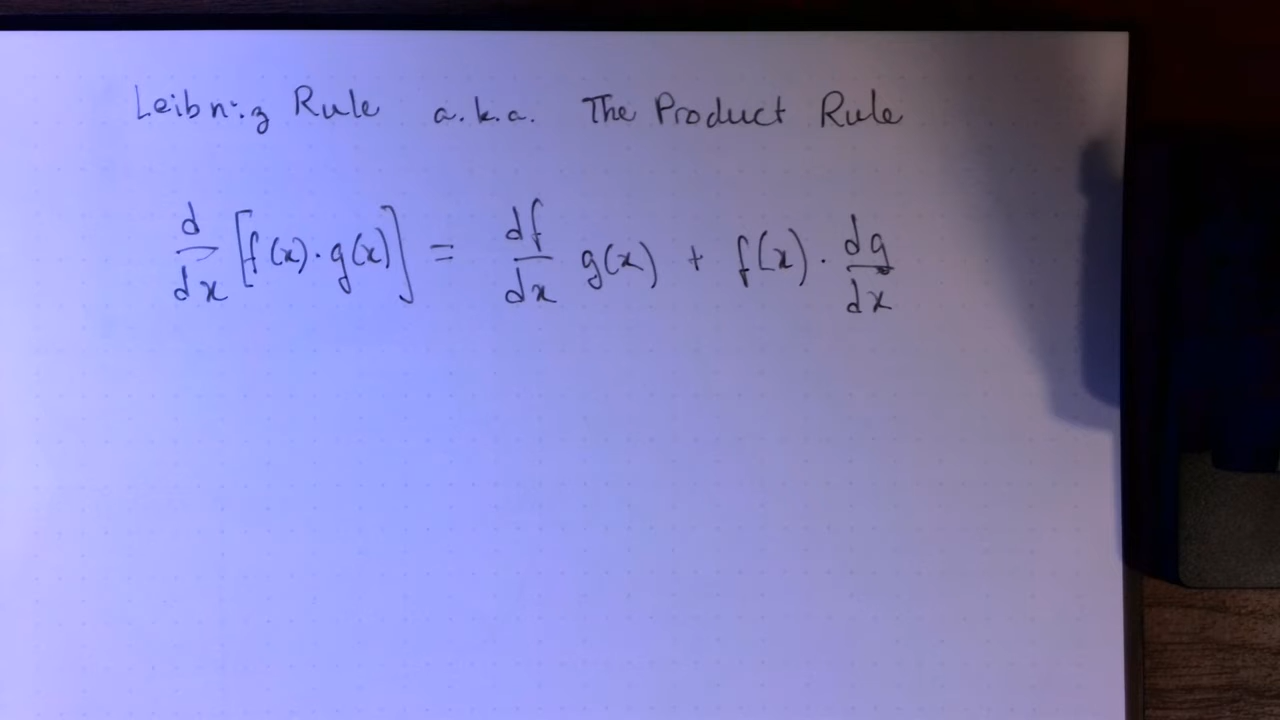 Leibniz Rule a.k.a. The Product Rule
d/dx [f(x)·g(x)] = df/dx g(x) + f(x)· dg/dx